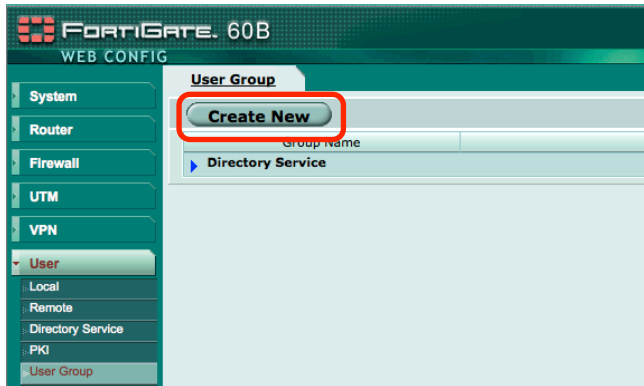 FORTIGATE. 60B
WEB CONFIG
System
Router
Firewall
UTM
VPN
User
Local
Remote
Directory Service
PKI
User Group
User Group
Create New
Group Name
Directory Service